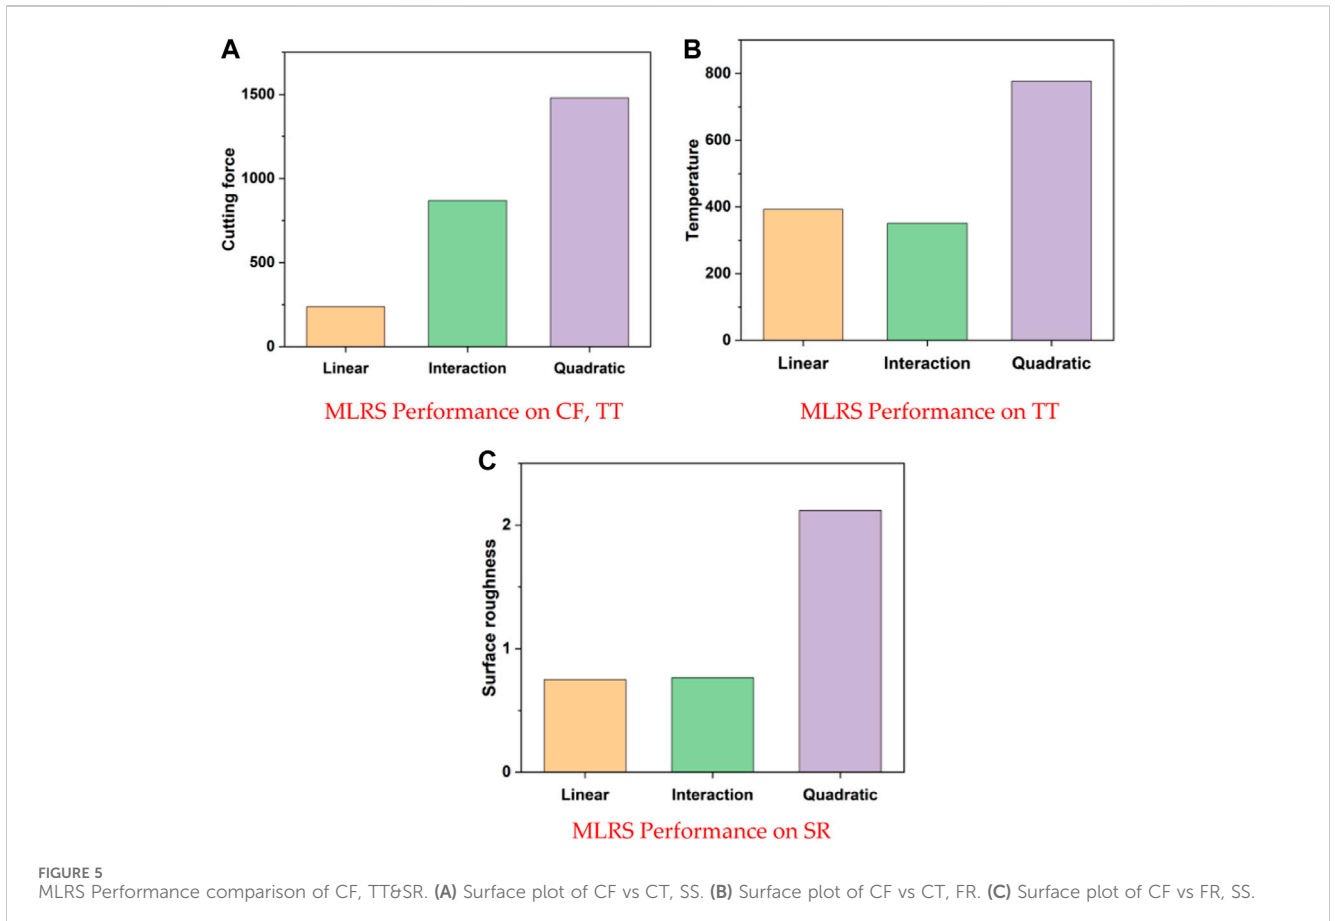 A
Cutting force
1500
1000
500
0
Linear Interaction Quadratic
MLRS Performance on CF, TT
B
Temperature
800
600
400
200
0
Linear Interaction Quadratic
MLRS Performance on TT
C
Surface roughness
2
1
0
Linear Interaction Quadratic
MLRS Performance on SR
FIGURE 5
MLRS Performance comparison of CF, TT&SR. (A) Surface plot of CF vs CT, SS. (B) Surface plot of CF vs CT, FR. (C) Surface plot of CF vs FR, SS.